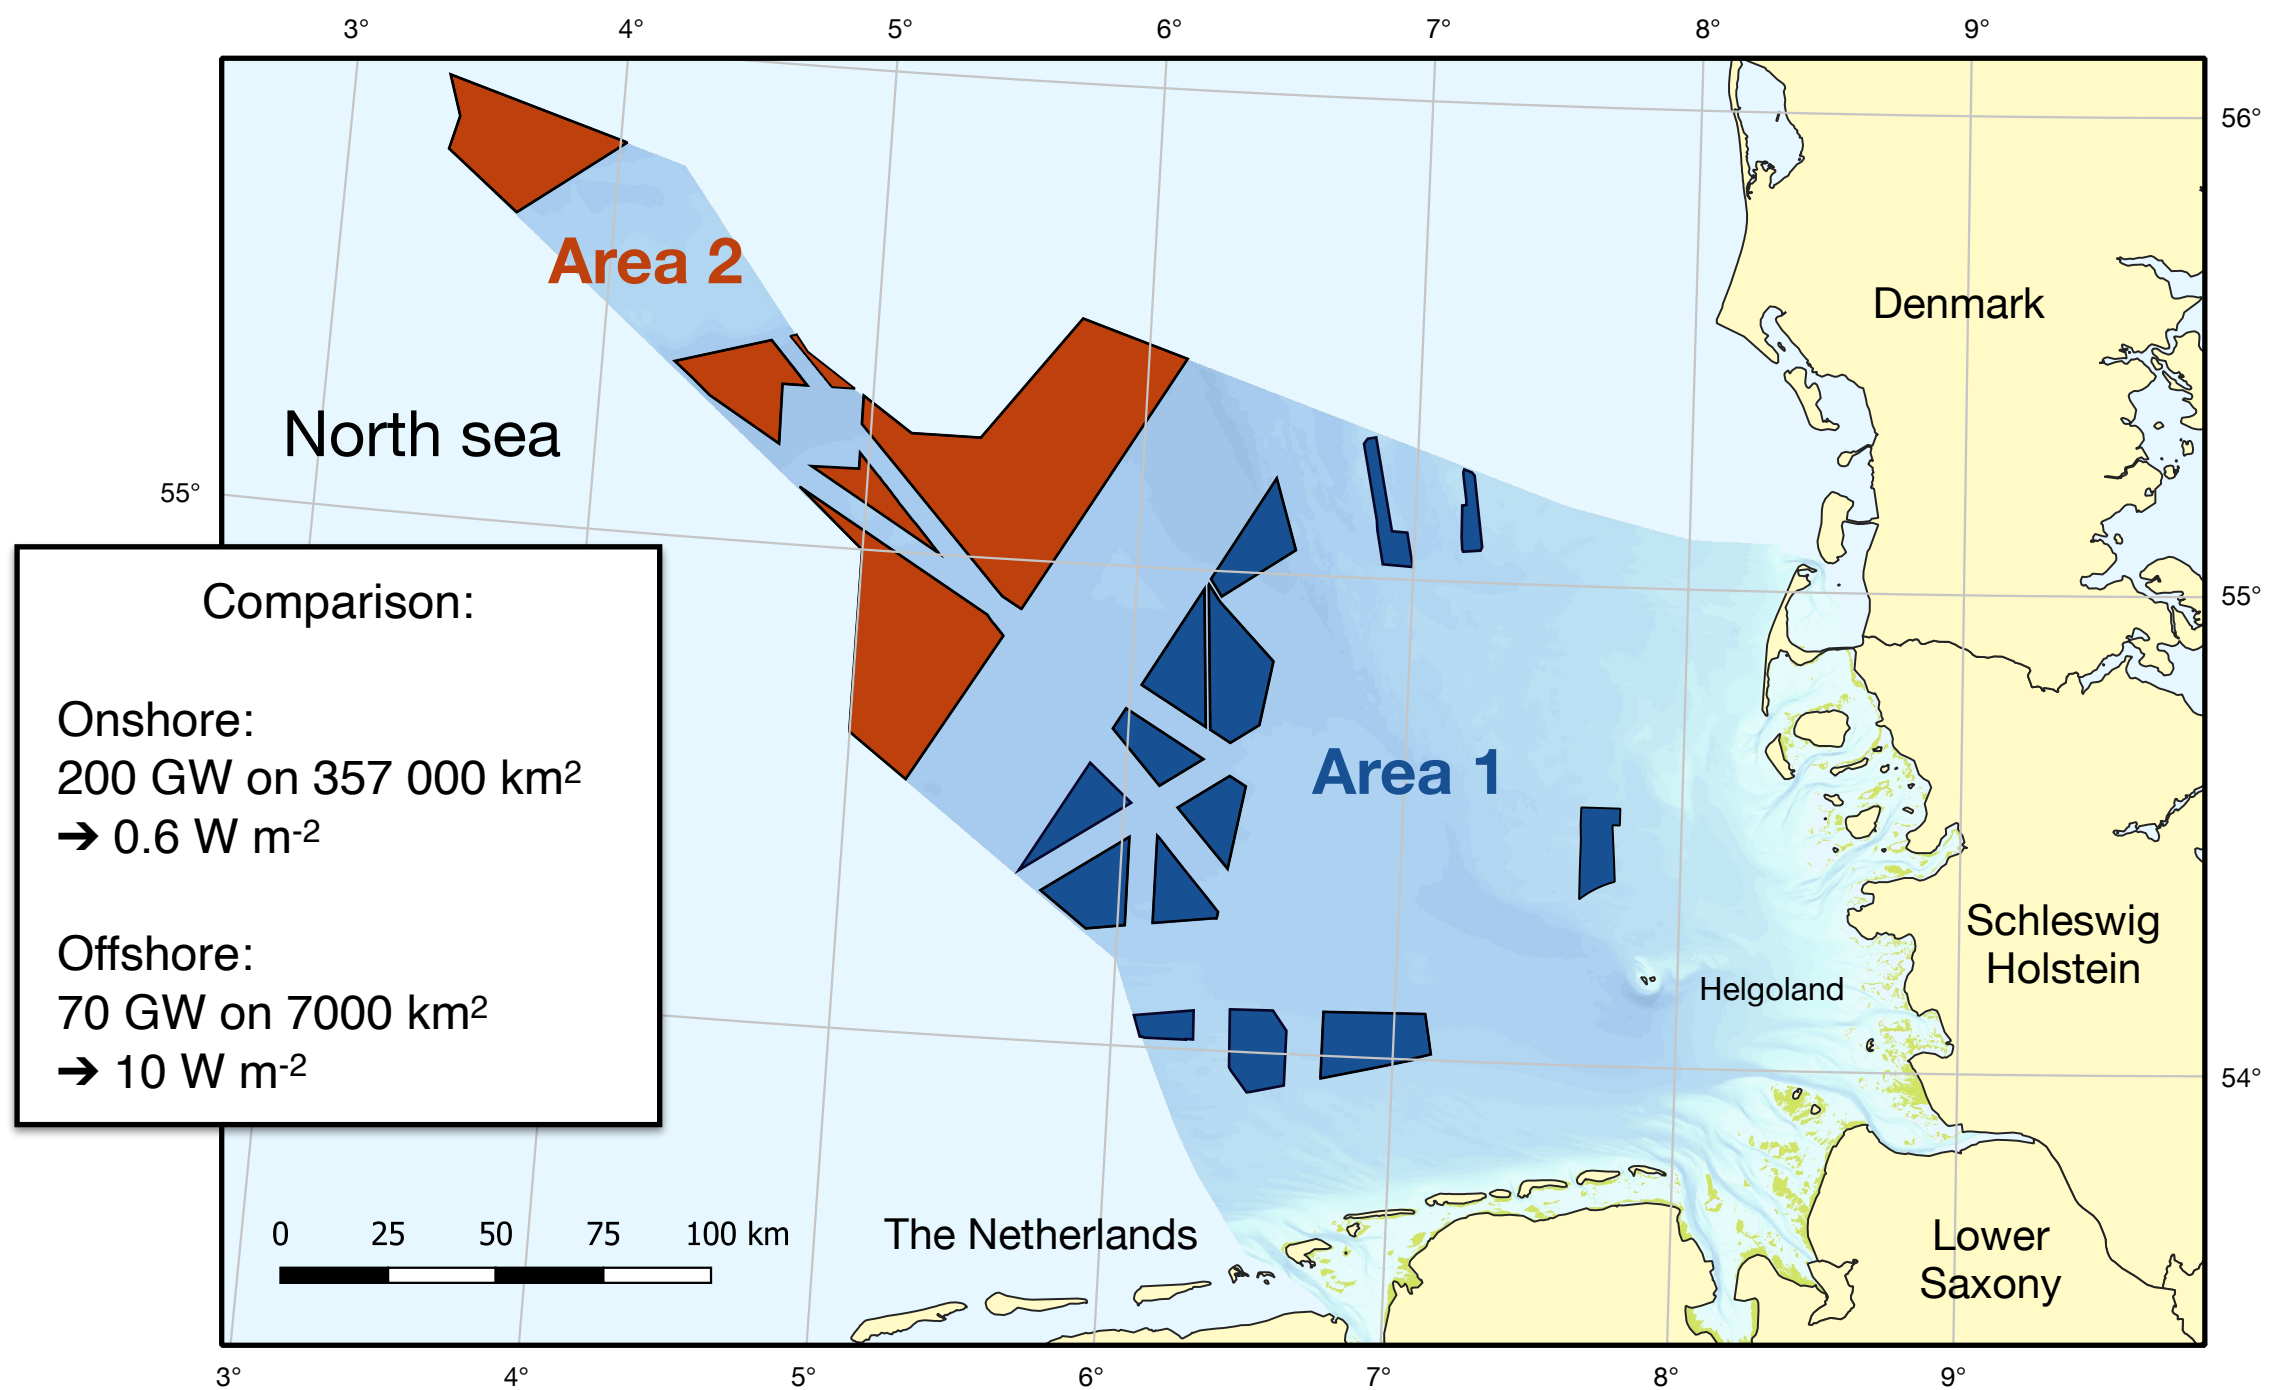 3° 4° 5° 6° 7° 8° 9°
56°
Area 2
Denmark
North sea
55°
55°
Comparison:
Onshore:
200 GW on 357 000 km²
➔ 0.6 W m⁻²
Offshore:
70 GW on 7000 km²
➔ 10 W m⁻²
Area 1
Schleswig
Holstein
Helgoland
54°
0 25 50 75 100 km
The Netherlands
Lower
Saxony
3° 4° 5° 6° 7° 8° 9°